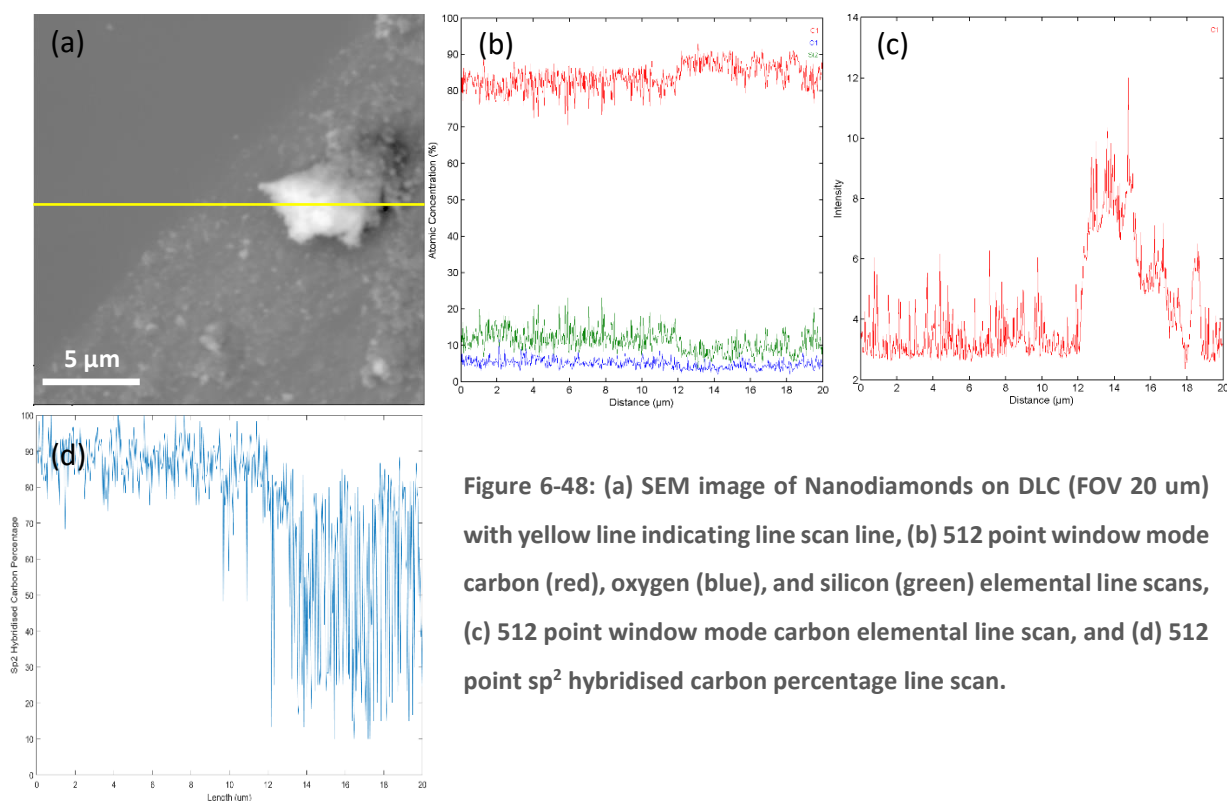 (a)
5 µm
(b)
C1
O1
Si2
100
90
80
70
60
50
40
30
20
10
0
Atomic Concentration (%)
0 2 4 6 8 10 12 14 16 18 20
Distance (µm)
(c)
C1
14
12
10
8
6
4
2
Intensity
0 2 4 6 8 10 12 14 16 18 20
Distance (µm)
(d)
100
90
80
70
60
50
40
30
20
10
0
Sp2 Hybridised Carbon Percentage
0 2 4 6 8 10 12 14 16 18 20
Length (um)
Figure 6-48: (a) SEM image of Nanodiamonds on DLC (FOV 20 um)
with yellow line indicating line scan line, (b) 512 point window mode
carbon (red), oxygen (blue), and silicon (green) elemental line scans,
(c) 512 point window mode carbon elemental line scan, and (d) 512
point sp² hybridised carbon percentage line scan.